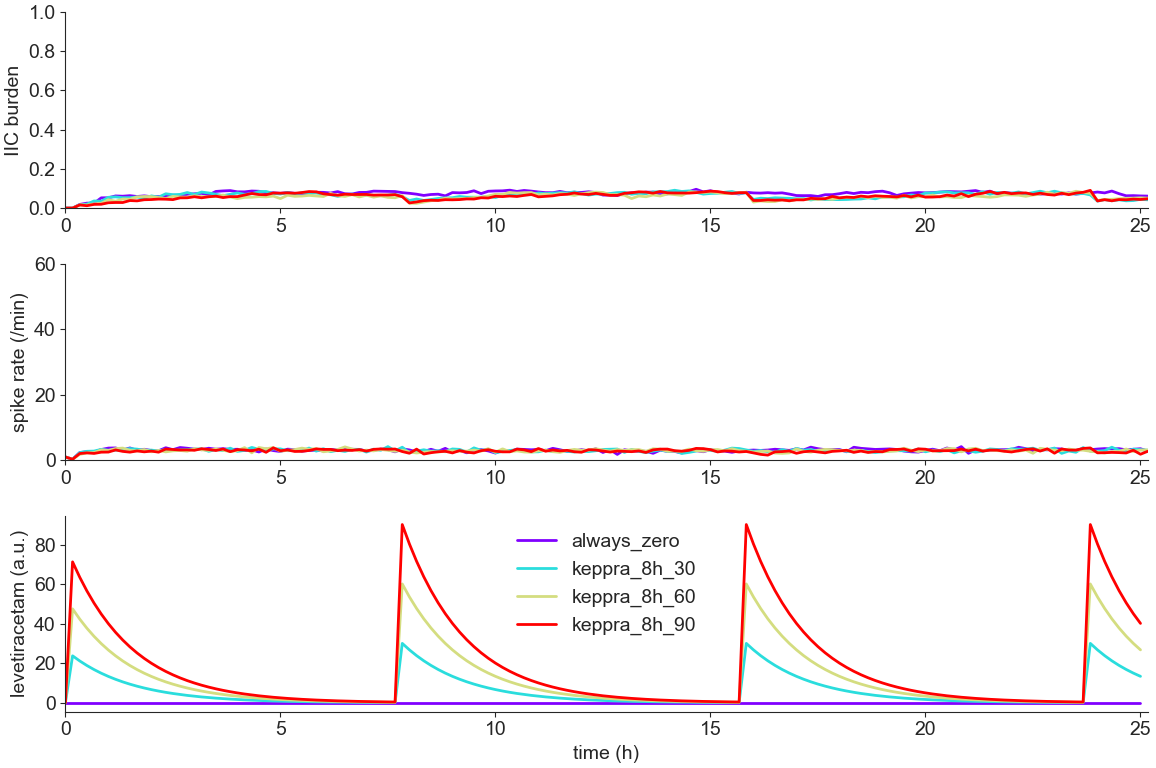 IIC burden
1.0
0.8
0.6
0.4
0.2
0.0
0 5 10 15 20 25
spike rate (/min)
60
40
20
0
0 5 10 15 20 25
levetiracetam (a.u.)
80
60
40
20
0
always_zero
keppra_8h_30
keppra_8h_60
keppra_8h_90
0 5 10 15 20 25
time (h)